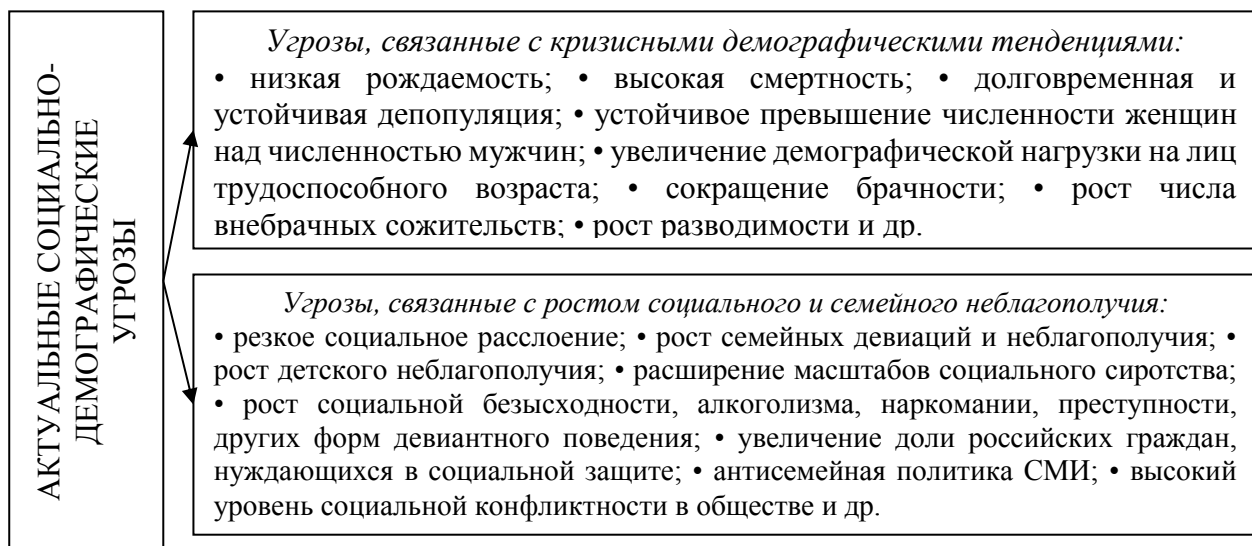 АКТУАЛЬНЫЕ СОЦИАЛЬНО-
ДЕМОГРАФИЧЕСКИЕ
УГРОЗЫ
Угрозы, связанные с кризисными демографическими тенденциями:
• низкая рождаемость; • высокая смертность; • долговременная и
устойчивая депопуляция; • устойчивое превышение численности женщин
над численностью мужчин; • увеличение демографической нагрузки на лиц
трудоспособного возраста; • сокращение брачности; • рост числа
внебрачных сожительств; • рост разводимости и др.
Угрозы, связанные с ростом социального и семейного неблагополучия:
• резкое социальное расслоение; • рост семейных девиаций и неблагополучия; •
рост детского неблагополучия; • расширение масштабов социального сиротства;
• рост социальной безысходности, алкоголизма, наркомании, преступности,
других форм девиантного поведения; • увеличение доли российских граждан,
нуждающихся в социальной защите; • антисемейная политика СМИ; • высокий
уровень социальной конфликтности в обществе и др.